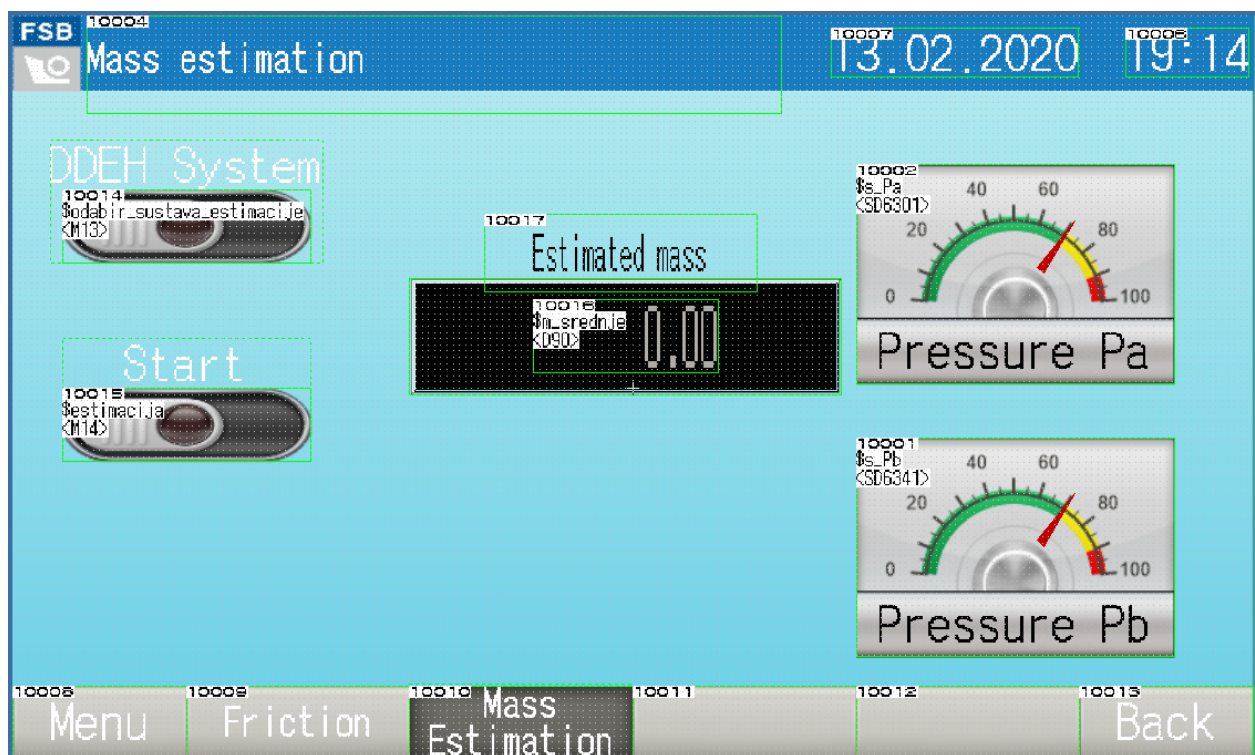 FSB
10004
Mass estimation
10007
13.02.2020
10006
19:14
DDEH System
10014
$odabir_sustava_estimacije
<M13>
10017
Estimated mass
10016
$m_srednje
<D90>
0.00
10002
$s_Pa
<SD6301>
0
20
40
60
80
100
Pressure Pa
Start
10015
$estimacija
<M14>
10001
$s_Pb
<SD6341>
0
20
40
60
80
100
Pressure Pb
10008
Menu
10009
Friction
10010
Mass
Estimation
10011
10012
10013
Back